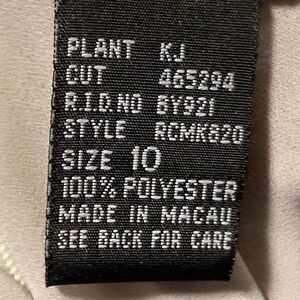 PLANT KJ
CUT 465294
R.I.D.NO BY921
STYLE RCMK820
SIZE 10
100% POLYESTER
MADE IN MACAU
SEE BACK FOR CARE